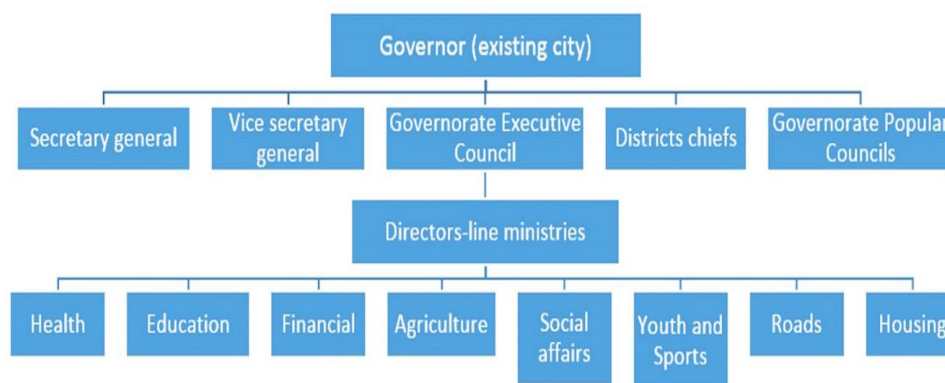 Governor (existing city)
Secretary general
Vice secretary
general
Governorate Executive
Council
Districts chiefs
Governorate Popular
Councils
Directors-line ministries
Health
Education
Financial
Agriculture
Social
affairs
Youth and
Sports
Roads
Housing